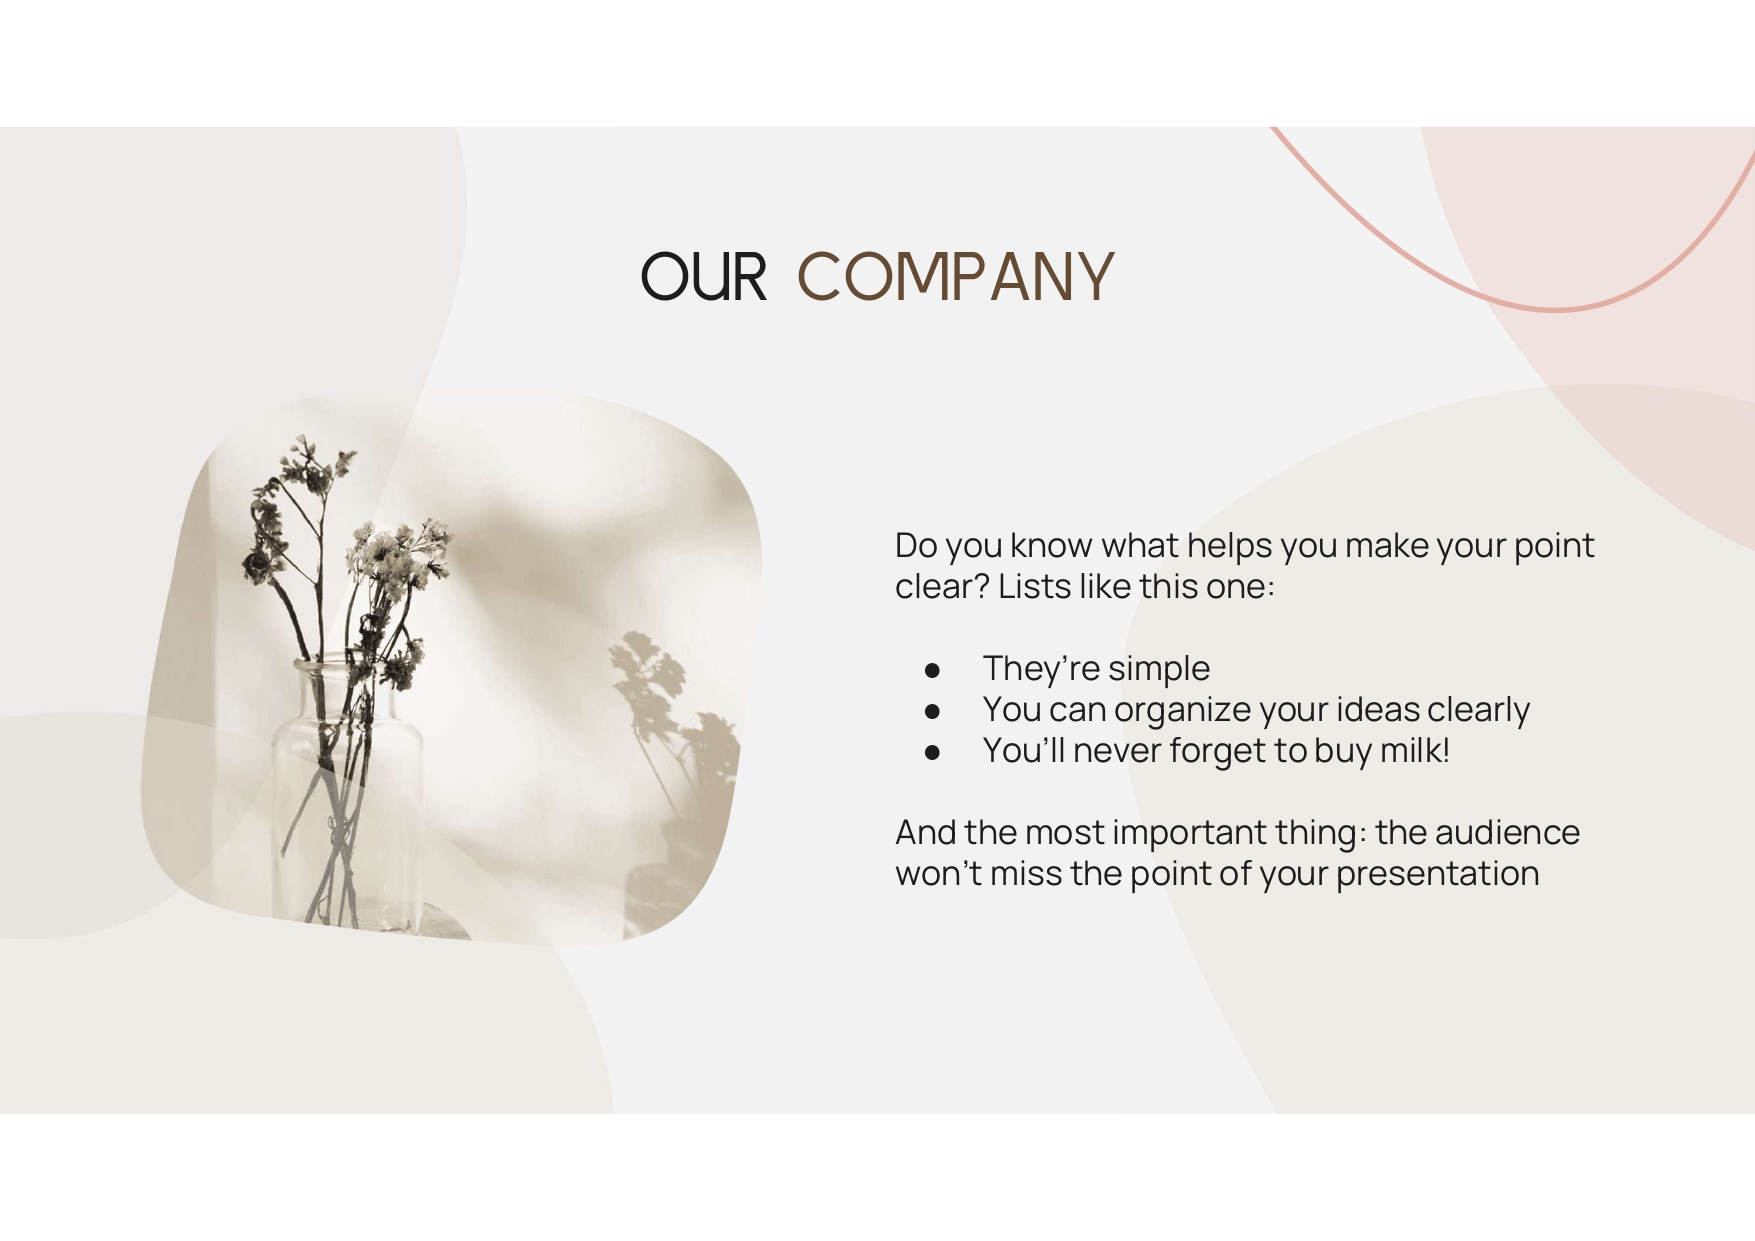 OUR COMPANY
Do you know what helps you make your point
clear? Lists like this one:
● They’re simple
● You can organize your ideas clearly
● You’ll never forget to buy milk!
And the most important thing: the audience
won’t miss the point of your presentation